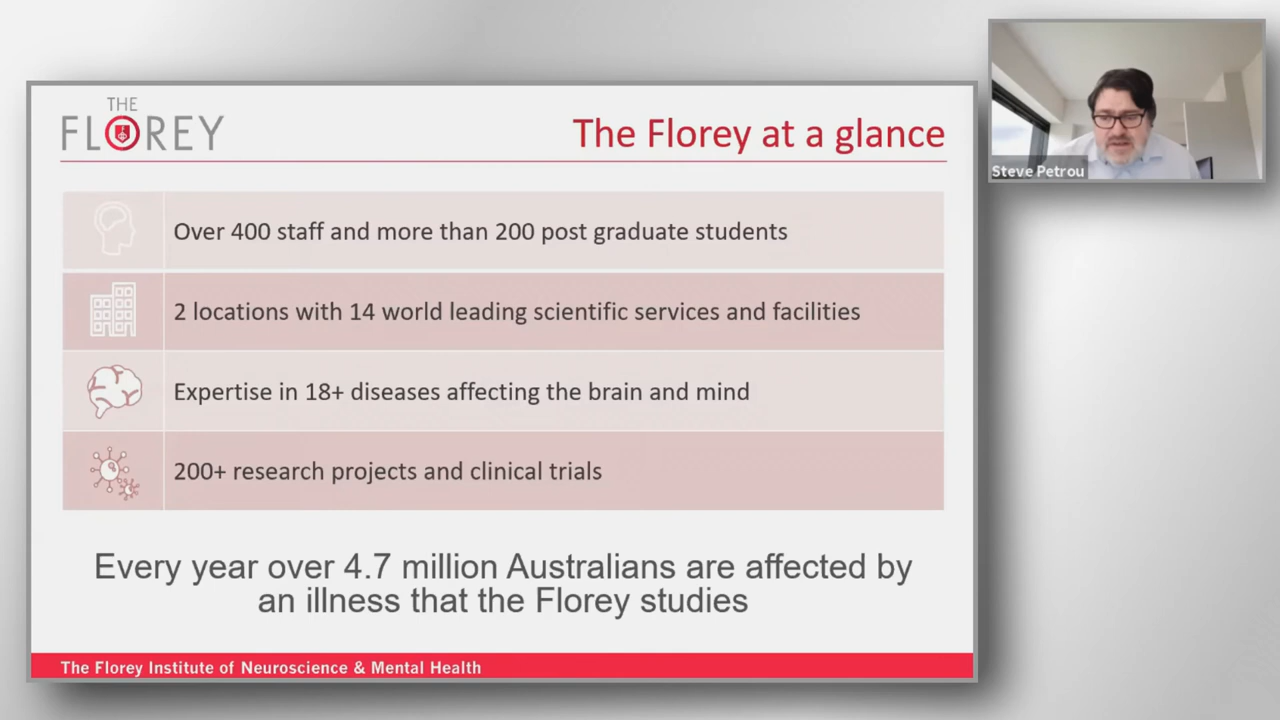 THE
FLOREY
The Florey at a glance
Steve Petrou
Over 400 staff and more than 200 post graduate students
2 locations with 14 world leading scientific services and facilities
Expertise in 18+ diseases affecting the brain and mind
200+ research projects and clinical trials
Every year over 4.7 million Australians are affected by
an illness that the Florey studies
The Florey Institute of Neuroscience & Mental Health